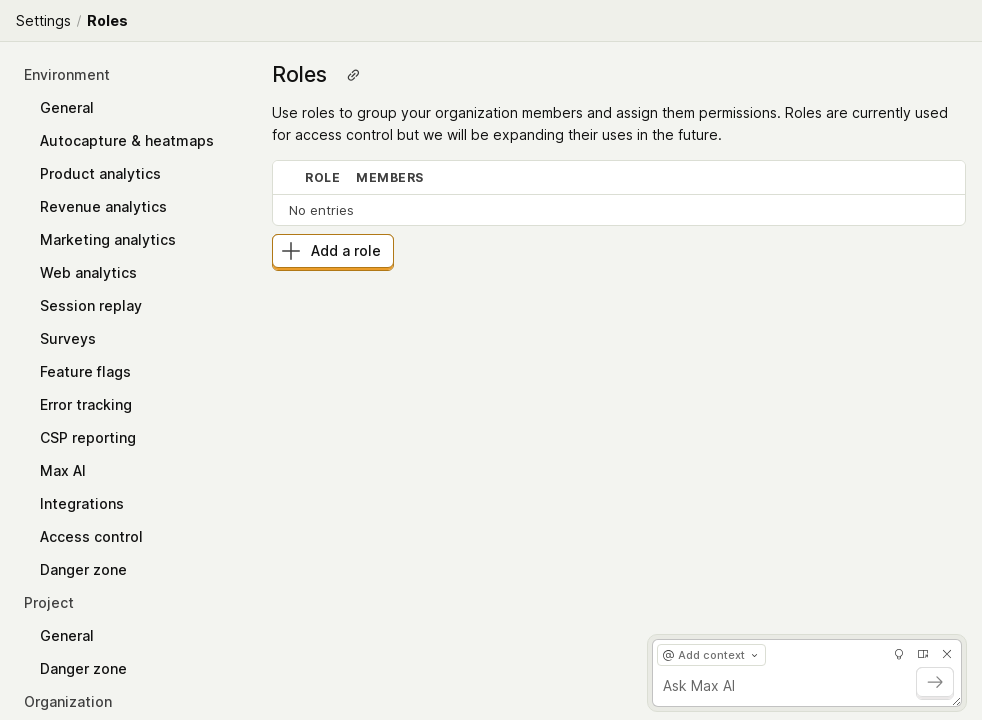 Settings / Roles
Environment
General
Autocapture & heatmaps
Product analytics
Revenue analytics
Marketing analytics
Web analytics
Session replay
Surveys
Feature flags
Error tracking
CSP reporting
Max AI
Integrations
Access control
Danger zone
Project
General
Danger zone
Organization
Roles
Use roles to group your organization members and assign them permissions. Roles are currently used
for access control but we will be expanding their uses in the future.
ROLE MEMBERS
No entries
Add a role
@ Add context
Ask Max AI